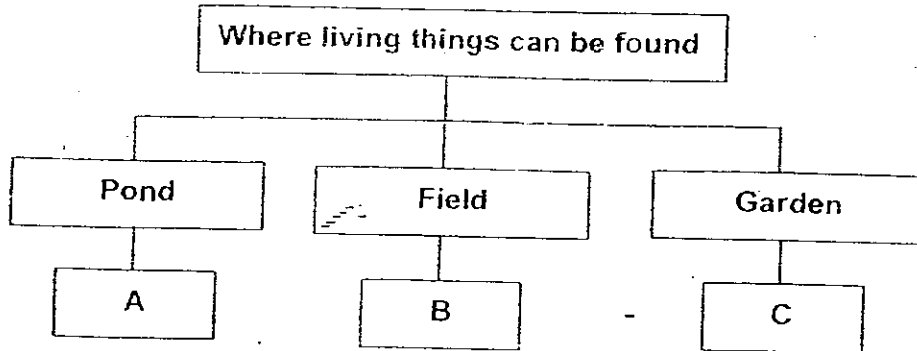 Where living things can be found
Pond
Field
Garden
A
B
C